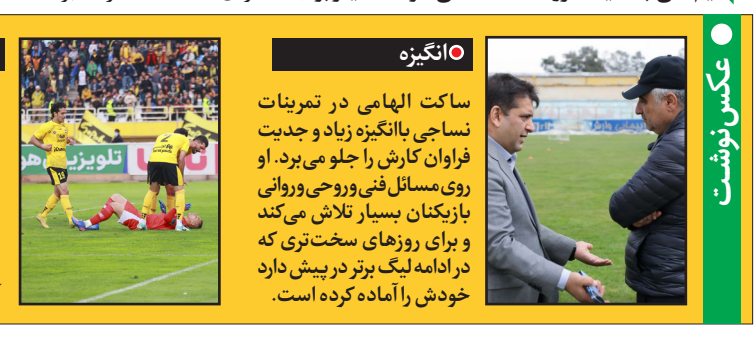 عکس نوشت
انگیزه
ساکت الهامی در تمرینات
نساجی باانگیزه زیاد و جدیت
فراوان کارش را جلو می‌برد. او
روی مسائل فنی و روحی و روانی
بازیکنان بسیار تلاش می‌کند
و برای روزهای سخت‌تری که
در ادامه لیگ برتر در پیش دارد
خودش را آماده کرده است.
تلویزیون